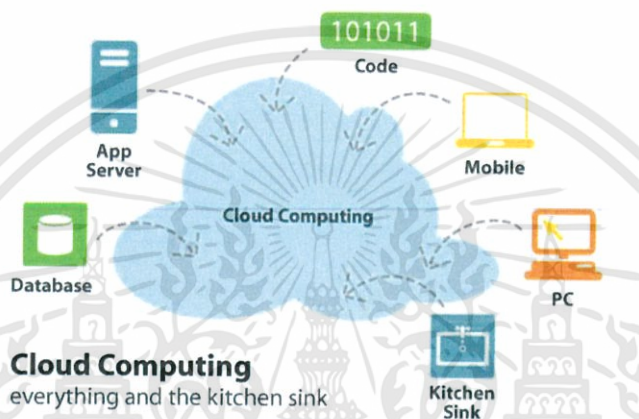 101011
Code
App
Server
Mobile
Cloud Computing
Database
PC
Cloud Computing
everything and the kitchen sink
Kitchen
Sink